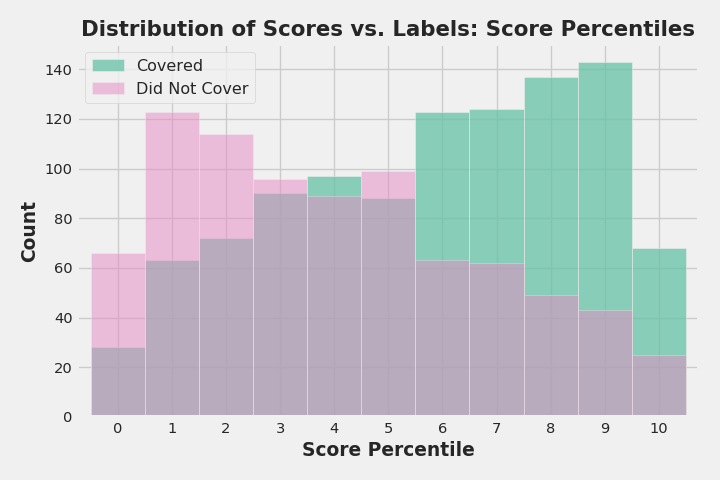 Distribution of Scores vs. Labels: Score Percentiles
Covered
Did Not Cover
140
120
100
80
60
40
20
0
Count
0 1 2 3 4 5 6 7 8 9 10
Score Percentile